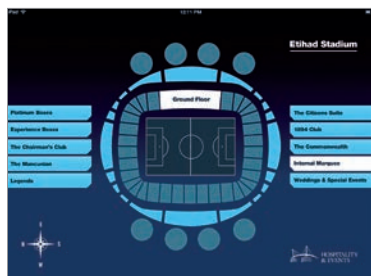 iPad
12:11 PM
Etihad Stadium
Ground Floor
Platinum Boxes
Experience Boxes
The Chairman's Club
The Mancunian
Legends
The Citizens Suite
1894 Club
The Commonwealth
Internal Marquee
Weddings & Special Events
N
S
HOSPITALITY
& EVENTS